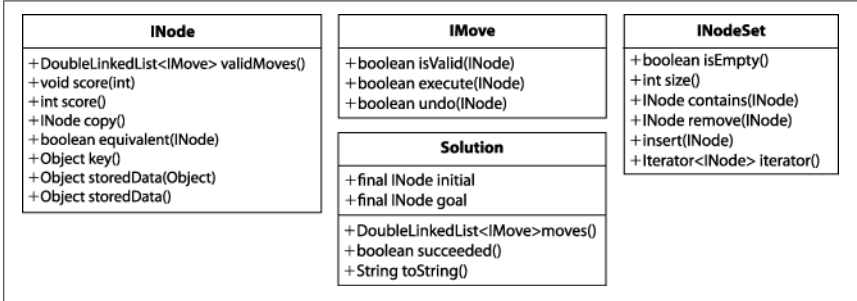 INode
+DoubleLinkedList<IMove> validMoves()
+void score(int)
+int score()
+INode copy()
+boolean equivalent(INode)
+Object key()
+Object storedData(Object)
+Object storedData()
IMove
+boolean isValid(INode)
+boolean execute(INode)
+boolean undo(INode)
Solution
+final INode initial
+final INode goal
+DoubleLinkedList<IMove>moves()
+boolean succeeded()
+String toString()
INodeSet
+boolean isEmpty()
+int size()
+INode contains(INode)
+INode remove(INode)
+insert(INode)
+Iterator<INode> iterator()